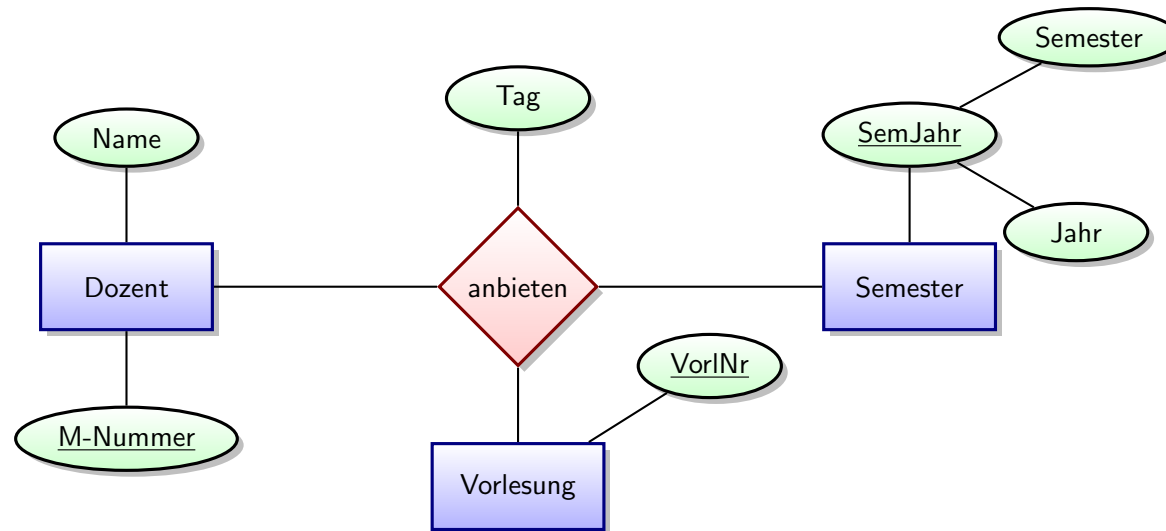 Semester
Tag
SemJahr
Name
Jahr
Dozent
anbieten
Semester
VorlNr
M-Nummer
Vorlesung